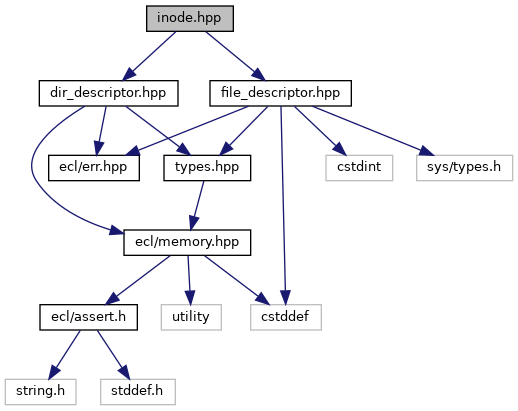 inode.hpp
dir_descriptor.hpp
file_descriptor.hpp
ecl/err.hpp
types.hpp
cstdint
sys/types.h
ecl/memory.hpp
ecl/assert.h
utility
cstddef
string.h
stddef.h